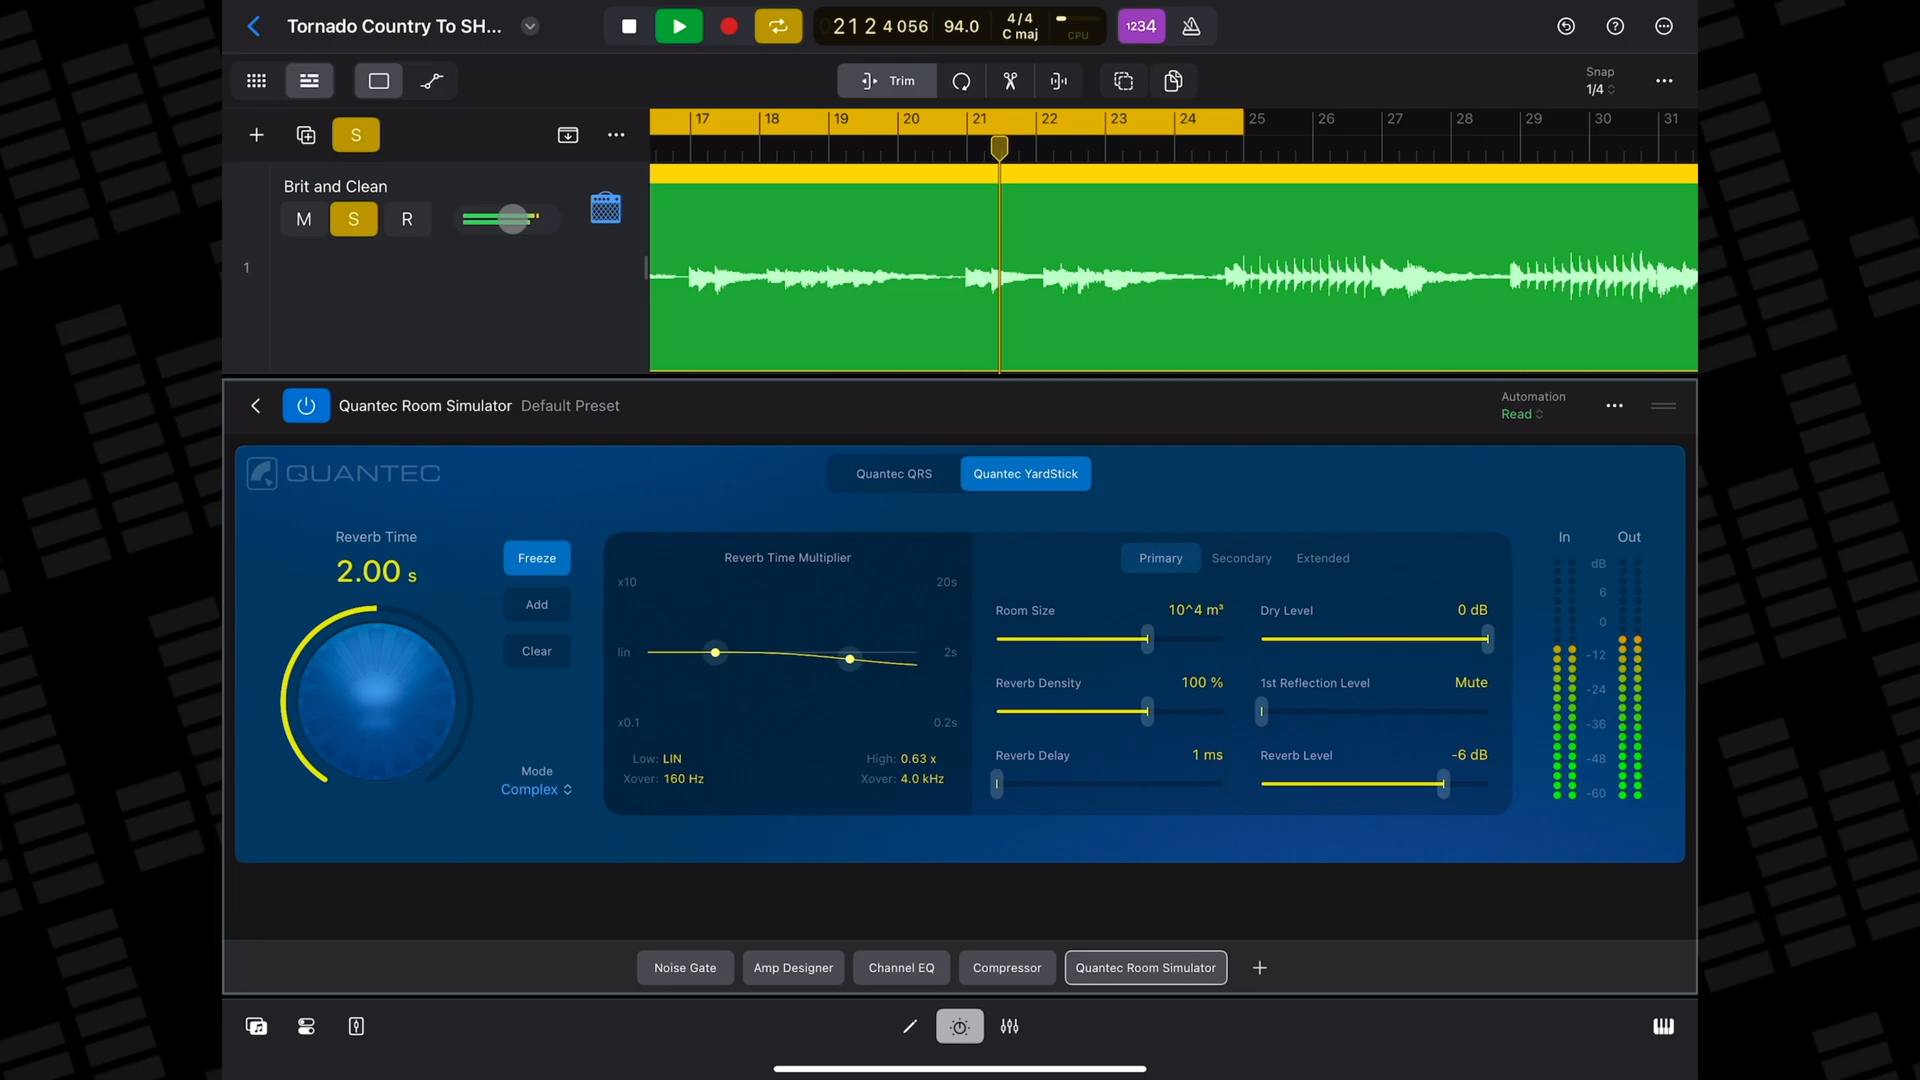 Tornado Country To SH...
21 2 4 056
94.0
4/4
C maj
CPU
1234
Trim
Snap
1/4
S
17 18 19 20 21 22 23 24 25 26 27 28 29 30 31
Brit and Clean
M S R
1
Quantec Room Simulator Default Preset
Automation
Read
QUANTEC
Quantec QRS
Quantec YardStick
Reverb Time
2.00 s
Freeze
Add
Clear
Mode
Complex
Reverb Time Multiplier
x10 20s
lin 2s
x0.1 0.2s
Low: LIN High: 0.63 x
Xover: 160 Hz Xover: 4.0 kHz
Primary Secondary Extended
Room Size 10^4 m³
Dry Level 0 dB
Reverb Density 100 %
1st Reflection Level Mute
Reverb Delay 1 ms
Reverb Level -6 dB
In Out
dB
6
0
-12
-24
-36
-48
-60
Noise Gate
Amp Designer
Channel EQ
Compressor
Quantec Room Simulator